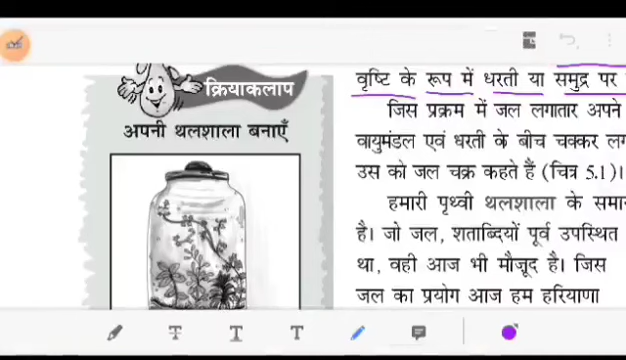 क्रियाकलाप
अपनी थलशाला बनाएँ
वृष्टि के रूप में धरती या समुद्र पर
जिस प्रक्रम में जल लगातार अपने
वायुमंडल एवं धरती के बीच चक्कर लग
उस को जल चक्र कहते हैं (चित्र 5.1)।
हमारी पृथ्वी थलशाला के समा
है। जो जल, शताब्दियों पूर्व उपस्थित
था, वही आज भी मौजूद है। जिस
जल का प्रयोग आज हम हरियाणा